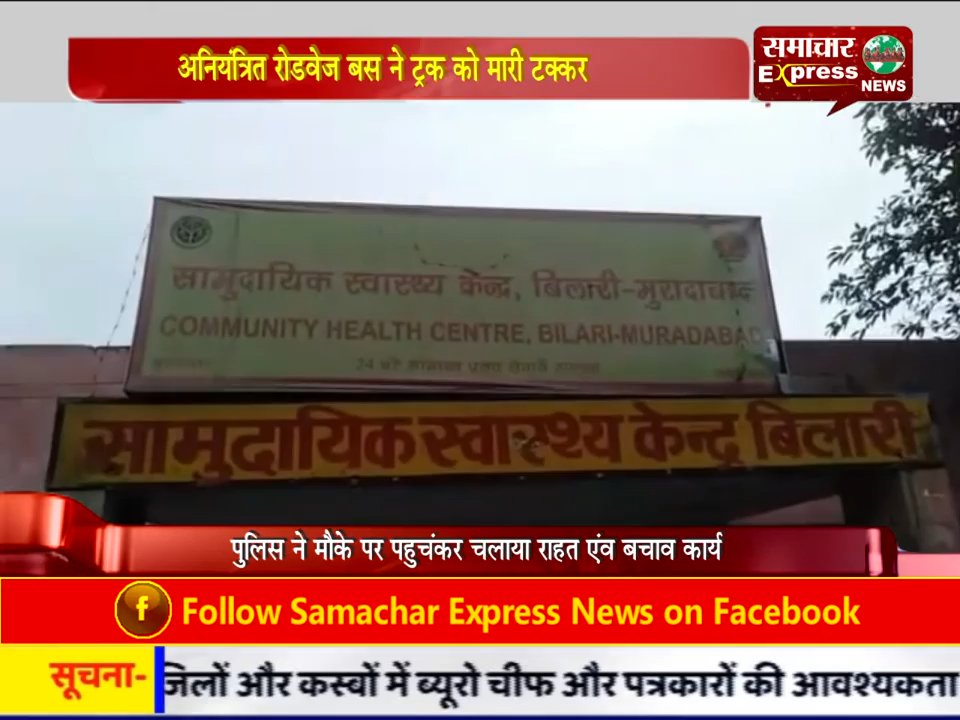 अनियंत्रित रोडवेज बस ने ट्रक को मारी टक्कर
समाचार
Express
NEWS
सामुदायिक स्वास्थ्य केन्द्र, बिलारी-मुरादाबाद
COMMUNITY HEALTH CENTRE, BILARI-MURADABAD
24
सामुदायिक स्वास्थ्य केन्द्र बिलारी
पुलिस ने मौके पर पहुचंकर चलाया राहत एंव बचाव कार्य
f Follow Samachar Express News on Facebook
सूचना- जिलों और कस्बों में ब्यूरो चीफ और पत्रकारों की आवश्यकता